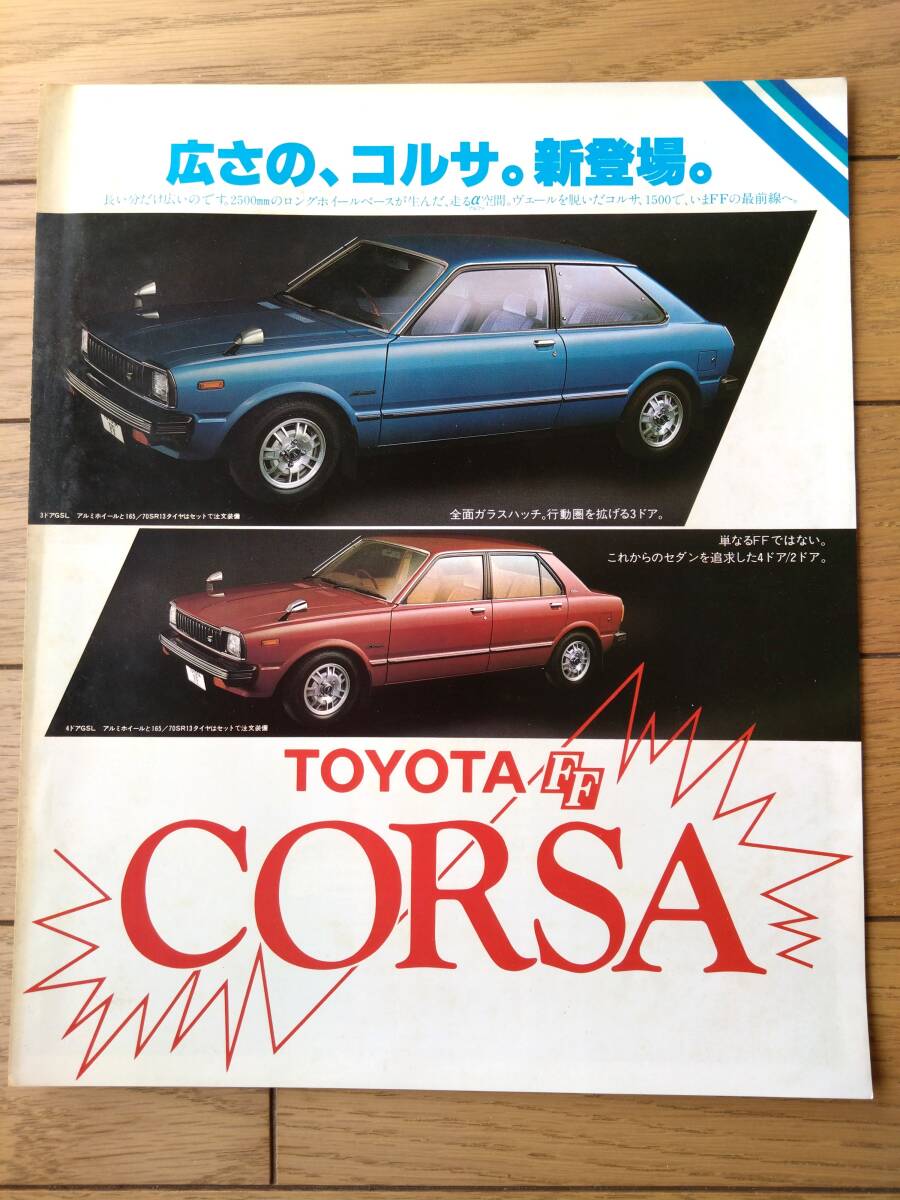 広さの、コルサ。新登場。
長い分だけ広いのです。2500mmのロングホイールベースが生んだ、走るα空間。ヴェールを脱いだコルサ、1500で、いまFFの最前線へ。
3ドアGSL アルミホイールと165/70SR13タイヤはセットで注文装備
全面ガラスハッチ。行動圏を拡げる3ドア。
単なるFFではない。
これからのセダンを追求した4ドア/2ドア。
4ドアGSL アルミホイールと165/70SR13タイヤはセットで注文装備
TOYOTA FF
CORSA